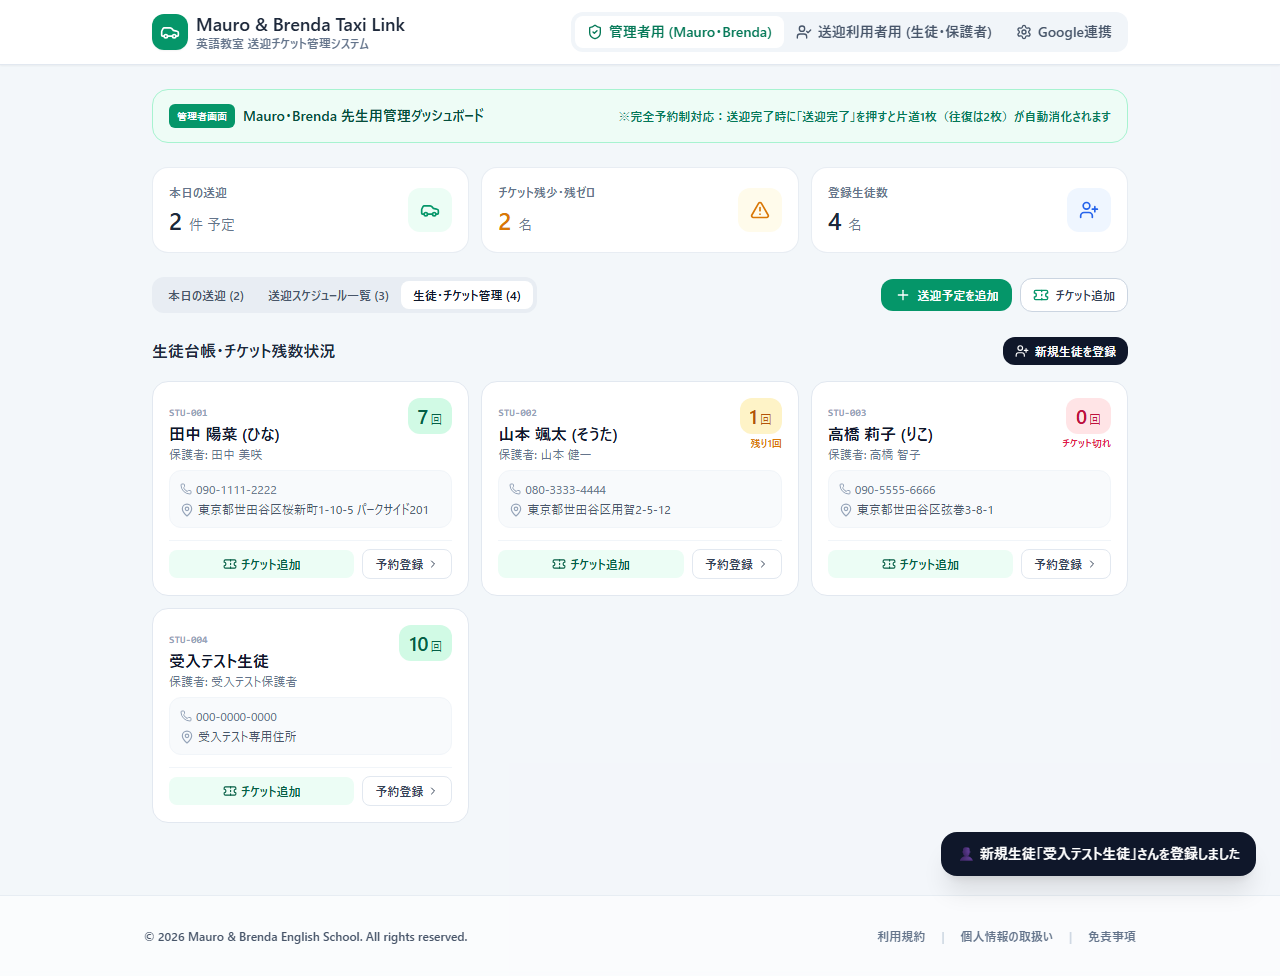 Mauro & Brenda Taxi Link
英語教室 送迎チケット管理システム
管理者用 (Mauro・Brenda)
送迎利用者用 (生徒・保護者)
Google連携
管理者画面
Mauro・Brenda 先生用管理ダッシュボード
※完全予約制対応：送迎完了時に「送迎完了」を押すと片道1枚（往復は2枚）が自動消化されます
本日の送迎
2 件 予定
チケット残少・残ゼロ
2 名
登録生徒数
4 名
本日の送迎 (2)
送迎スケジュール一覧 (3)
生徒・チケット管理 (4)
送迎予定を追加
チケット追加
生徒台帳・チケット残数状況
新規生徒を登録
STU-001
7回
田中 陽菜 (ひな)
保護者: 田中 美咲
090-1111-2222
東京都世田谷区桜新町1-10-5 パークサイド201
チケット追加
予約登録
STU-002
1回
山本 颯太 (そうた)
残り1回
保護者: 山本 健一
080-3333-4444
東京都世田谷区用賀2-5-12
チケット追加
予約登録
STU-003
0回
高橋 莉子 (りこ)
チケット切れ
保護者: 高橋 智子
090-5555-6666
東京都世田谷区弦巻3-8-1
チケット追加
予約登録
STU-004
10回
受入テスト生徒
保護者: 受入テスト保護者
000-0000-0000
受入テスト専用住所
チケット追加
予約登録
新規生徒「受入テスト生徒」さんを登録しました
© 2026 Mauro & Brenda English School. All rights reserved.
利用規約 | 個人情報の取扱い | 免責事項